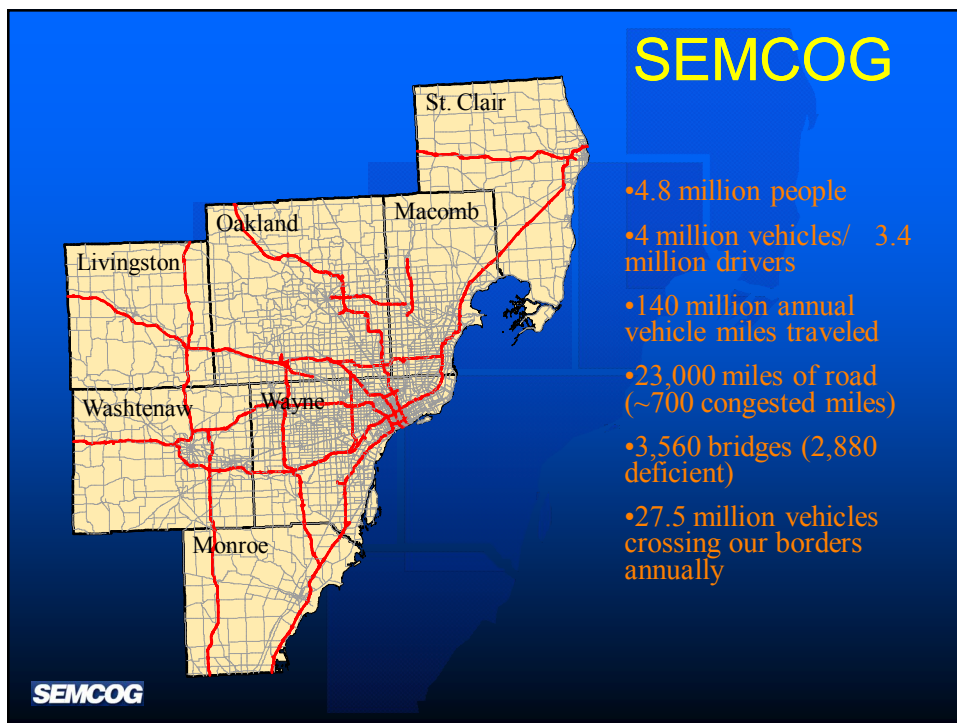 SEMCOG
St. Clair
Macomb
Oakland
Livingston
Washtenaw
Wayne
Monroe
•4.8 million people
•4 million vehicles/ 3.4
million drivers
•140 million annual
vehicle miles traveled
•23,000 miles of road
(~700 congested miles)
•3,560 bridges (2,880
deficient)
•27.5 million vehicles
crossing our borders
annually
SEMCOG